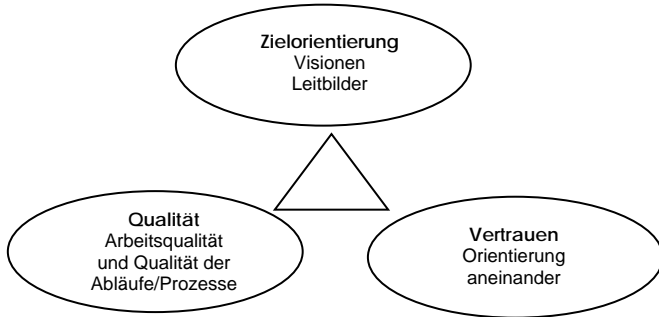 Zielorientierung
Visionen
Leitbilder
Qualität
Arbeitsqualität
und Qualität der
Abläufe/Prozesse
Vertrauen
Orientierung
aneinander